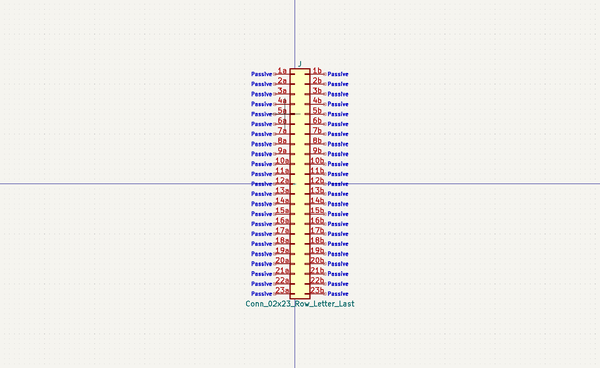 J
Passive 1a 1b Passive
Passive 2a 2b Passive
Passive 3a 3b Passive
Passive 4a 4b Passive
Passive 5a 5b Passive
Passive 6a 6b Passive
Passive 7a 7b Passive
Passive 8a 8b Passive
Passive 9a 9b Passive
Passive 10a 10b Passive
Passive 11a 11b Passive
Passive 12a 12b Passive
Passive 13a 13b Passive
Passive 14a 14b Passive
Passive 15a 15b Passive
Passive 16a 16b Passive
Passive 17a 17b Passive
Passive 18a 18b Passive
Passive 19a 19b Passive
Passive 20a 20b Passive
Passive 21a 21b Passive
Passive 22a 22b Passive
Passive 23a 23b Passive
Conn_02x23_Row_Letter_Last